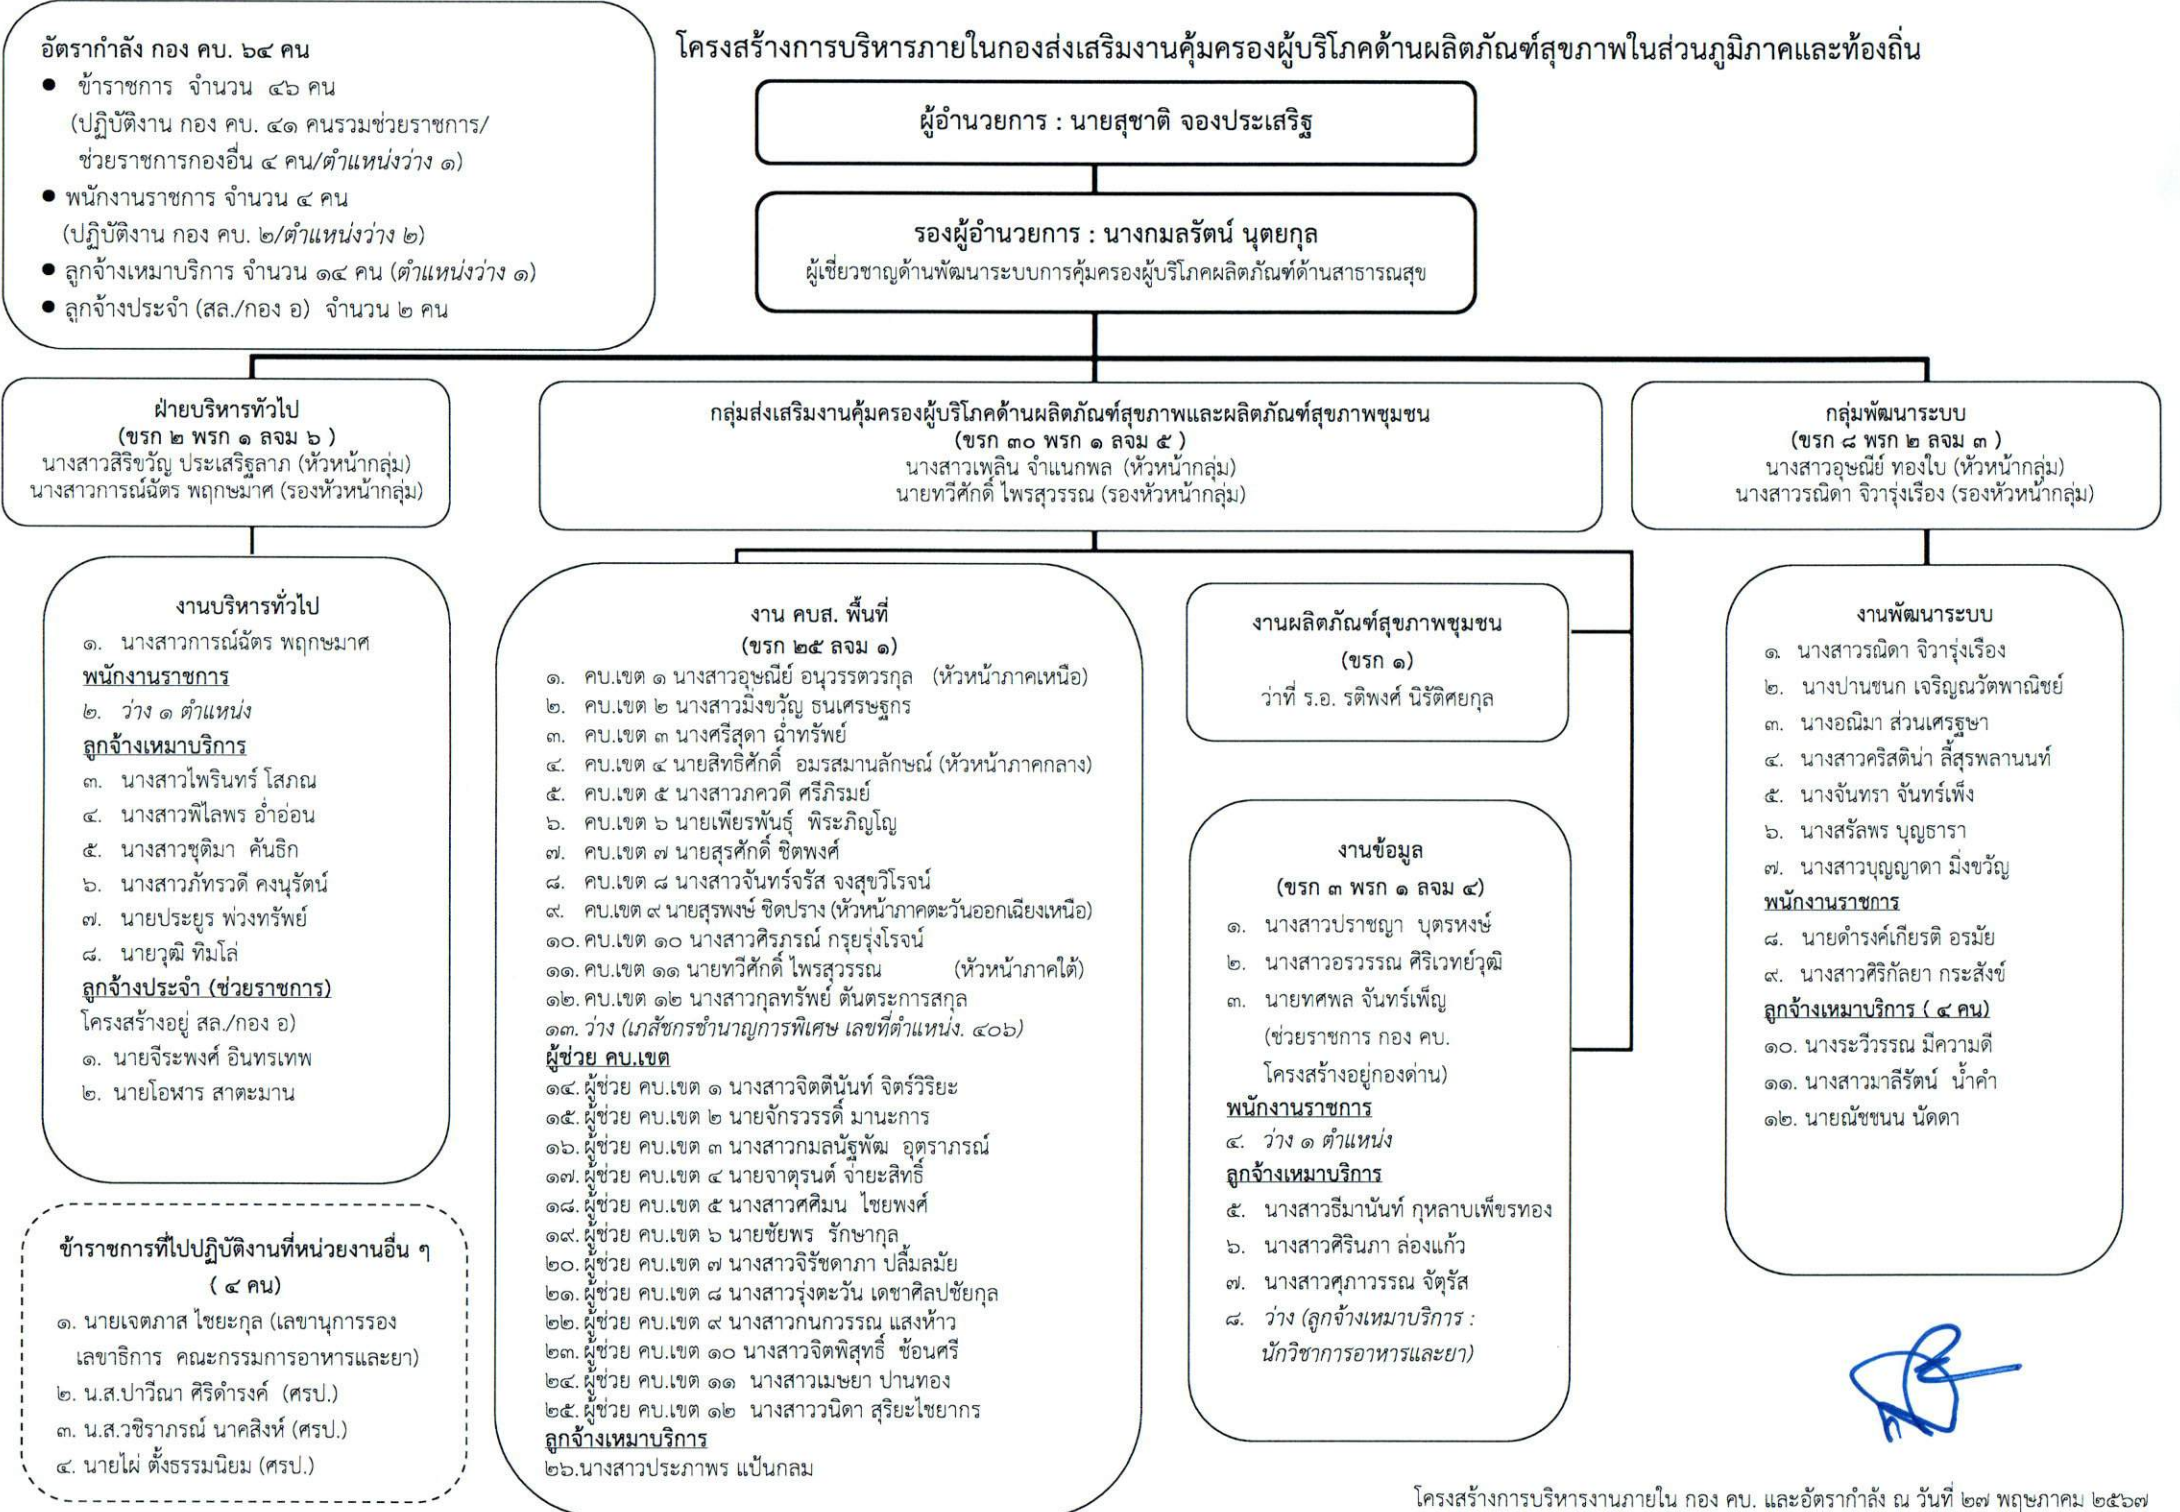 โครงสร้างการบริหารภายในกองส่งเสริมงานคุ้มครองผู้บริโภคด้านผลิตภัณฑ์สุขภาพในส่วนภูมิภาคและท้องถิ่น
อัตรากำลัง กอง คบ. ๖๔ คน
● ข้าราชการ จำนวน ๔๖ คน
(ปฏิบัติงาน กอง คบ. ๔๑ คนรวมช่วยราชการ/
ช่วยราชการกองอื่น ๔ คน/ตำแหน่งว่าง ๑)
● พนักงานราชการ จำนวน ๔ คน
(ปฏิบัติงาน กอง คบ. ๒/ตำแหน่งว่าง ๒)
● ลูกจ้างเหมาบริการ จำนวน ๑๔ คน (ตำแหน่งว่าง ๑)
● ลูกจ้างประจำ (สล./กอง อ) จำนวน ๒ คน
ผู้อำนวยการ : นายสุชาติ จองประเสริฐ
รองผู้อำนวยการ : นางกมลรัตน์ นุตยกุล
ผู้เชี่ยวชาญด้านพัฒนาระบบการคุ้มครองผู้บริโภคผลิตภัณฑ์ด้านสาธารณสุข
ฝ่ายบริหารทั่วไป
(ขรก ๒ พรก ๑ ลจม ๖ )
นางสาวสิริขวัญ ประเสริฐลาภ (หัวหน้ากลุ่ม)
นางสาวการณ์ฉัตร พฤกษมาศ (รองหัวหน้ากลุ่ม)
กลุ่มส่งเสริมงานคุ้มครองผู้บริโภคด้านผลิตภัณฑ์สุขภาพและผลิตภัณฑ์สุขภาพชุมชน
(ขรก ๓๐ พรก ๑ ลจม ๕ )
นางสาวเพลิน จำแนกพล (หัวหน้ากลุ่ม)
นายทวีศักดิ์ ไพรสุวรรณ (รองหัวหน้ากลุ่ม)
กลุ่มพัฒนาระบบ
(ขรก ๘ พรก ๒ ลจม ๓ )
นางสาวอุษณีย์ ทองใบ (หัวหน้ากลุ่ม)
นางสาวรณิดา จิวารุ่งเรือง (รองหัวหน้ากลุ่ม)
งานบริหารทั่วไป
๑. นางสาวการณ์ฉัตร พฤกษมาศ
พนักงานราชการ
๒. ว่าง ๑ ตำแหน่ง
ลูกจ้างเหมาบริการ
๓. นางสาวไพรินทร์ โสภณ
๔. นางสาวพิไลพร อ่ำอ่อน
๕. นางสาวชุติมา คันธิก
๖. นางสาวภัทรวดี คงนุรัตน์
๗. นายประยูร พ่วงทรัพย์
๘. นายวุฒิ ทิมโล่
ลูกจ้างประจำ (ช่วยราชการ)
โครงสร้างอยู่ สล./กอง อ)
๑. นายจีระพงศ์ อินทรเทพ
๒. นายโอฬาร สาตะมาน
ข้าราชการที่ไปปฏิบัติงานที่หน่วยงานอื่น ๆ
( ๔ คน)
๑. นายเจตภาส ไชยะกุล (เลขานุการรอง
เลขาธิการ คณะกรรมการอาหารและยา)
๒. น.ส.ปาวีณา ศิริดำรงค์ (ศรป.)
๓. น.ส.วชิราภรณ์ นาคสิงห์ (ศรป.)
๔. นายไผ่ ตั้งธรรมนิยม (ศรป.)
งาน คบส. พื้นที่
(ขรก ๒๕ ลจม ๑)
๑. คบ.เขต ๑ นางสาวอุษณีย์ อนุวรรตวรกุล (หัวหน้าภาคเหนือ)
๒. คบ.เขต ๒ นางสาวมิ่งขวัญ ธนเศรษฐกร
๓. คบ.เขต ๓ นางศรีสุดา ฉ่ำทรัพย์
๔. คบ.เขต ๔ นายสิทธิศักดิ์ อมรสมานลักษณ์ (หัวหน้าภาคกลาง)
๕. คบ.เขต ๕ นางสาวภควดี ศรีภิรมย์
๖. คบ.เขต ๖ นายเพียรพันธุ์ พิระภิญโญ
๗. คบ.เขต ๗ นายสุรศักดิ์ ชิตพงศ์
๘. คบ.เขต ๘ นางสาวจันทร์จรัส จงสุขวิโรจน์
๙. คบ.เขต ๙ นายสุรพงษ์ ชิดปราง (หัวหน้าภาคตะวันออกเฉียงเหนือ)
๑๐. คบ.เขต ๑๐ นางสาวศิรภรณ์ กรุยรุ่งโรจน์
๑๑. คบ.เขต ๑๑ นายทวีศักดิ์ ไพรสุวรรณ (หัวหน้าภาคใต้)
๑๒. คบ.เขต ๑๒ นางสาวกุลทรัพย์ ตันตระการสกุล
๑๓. ว่าง (เภสัชกรชำนาญการพิเศษ เลขที่ตำแหน่ง. ๔๐๖)
ผู้ช่วย คบ.เขต
๑๔. ผู้ช่วย คบ.เขต ๑ นางสาวจิตตีนันท์ จิตร์วิริยะ
๑๕. ผู้ช่วย คบ.เขต ๒ นายจักรวรรดิ์ มานะการ
๑๖. ผู้ช่วย คบ.เขต ๓ นางสาวกมลนัฐพัฒ อุตราภรณ์
๑๗. ผู้ช่วย คบ.เขต ๔ นายจาตุรนต์ จ่ายะสิทธิ์
๑๘. ผู้ช่วย คบ.เขต ๕ นางสาวศศิมน ไชยพงศ์
๑๙. ผู้ช่วย คบ.เขต ๖ นายชัยพร รักษากุล
๒๐. ผู้ช่วย คบ.เขต ๗ นางสาวจิรัชดาภา ปลื้มลมัย
๒๑. ผู้ช่วย คบ.เขต ๘ นางสาวรุ่งตะวัน เดชาศิลปชัยกุล
๒๒. ผู้ช่วย คบ.เขต ๙ นางสาวกนกวรรณ แสงห้าว
๒๓. ผู้ช่วย คบ.เขต ๑๐ นางสาวจิตพิสุทธิ์ ช้อนศรี
๒๔. ผู้ช่วย คบ.เขต ๑๑ นางสาวเมษยา ปานทอง
๒๕. ผู้ช่วย คบ.เขต ๑๒ นางสาววนิดา สุริยะไชยากร
ลูกจ้างเหมาบริการ
๒๖.นางสาวประภาพร แป้นกลม
งานผลิตภัณฑ์สุขภาพชุมชน
(ขรก ๑)
ว่าที่ ร.อ. รติพงศ์ นิรัติศยกุล
งานข้อมูล
(ขรก ๓ พรก ๑ ลจม ๔)
๑. นางสาวปราชญา บุตรหงษ์
๒. นางสาวอรวรรณ ศิริเวทย์วุฒิ
๓. นายทศพล จันทร์เพ็ญ
(ช่วยราชการ กอง คบ.
โครงสร้างอยู่กองด่าน)
พนักงานราชการ
๔. ว่าง ๑ ตำแหน่ง
ลูกจ้างเหมาบริการ
๕. นางสาวธีมานันท์ กุหลาบเพ็ชรทอง
๖. นางสาวศิรินภา ล่องแก้ว
๗. นางสาวศุภาวรรณ จัตุรัส
๘. ว่าง (ลูกจ้างเหมาบริการ :
นักวิชาการอาหารและยา)
งานพัฒนาระบบ
๑. นางสาวรณิดา จิวารุ่งเรือง
๒. นางปานชนก เจริญณวัตพาณิชย์
๓. นางอณิมา ส่วนเศรฐษา
๔. นางสาวคริสติน่า ลี้สุรพลานนท์
๕. นางจันทรา จันทร์เพ็ง
๖. นางสรัลพร บุญธารา
๗. นางสาวบุญญาดา มิ่งขวัญ
พนักงานราชการ
๘. นายดำรงค์เกียรติ อรมัย
๙. นางสาวศิริกัลยา กระสังข์
ลูกจ้างเหมาบริการ ( ๔ คน)
๑๐. นางระวีวรรณ มีความดี
๑๑. นางสาวมาลีรัตน์ น้ำคำ
๑๒. นายณัชชนน นัดดา
โครงสร้างการบริหารงานภายใน กอง คบ. และอัตรากำลัง ณ วันที่ ๒๗ พฤษภาคม ๒๕๖๗